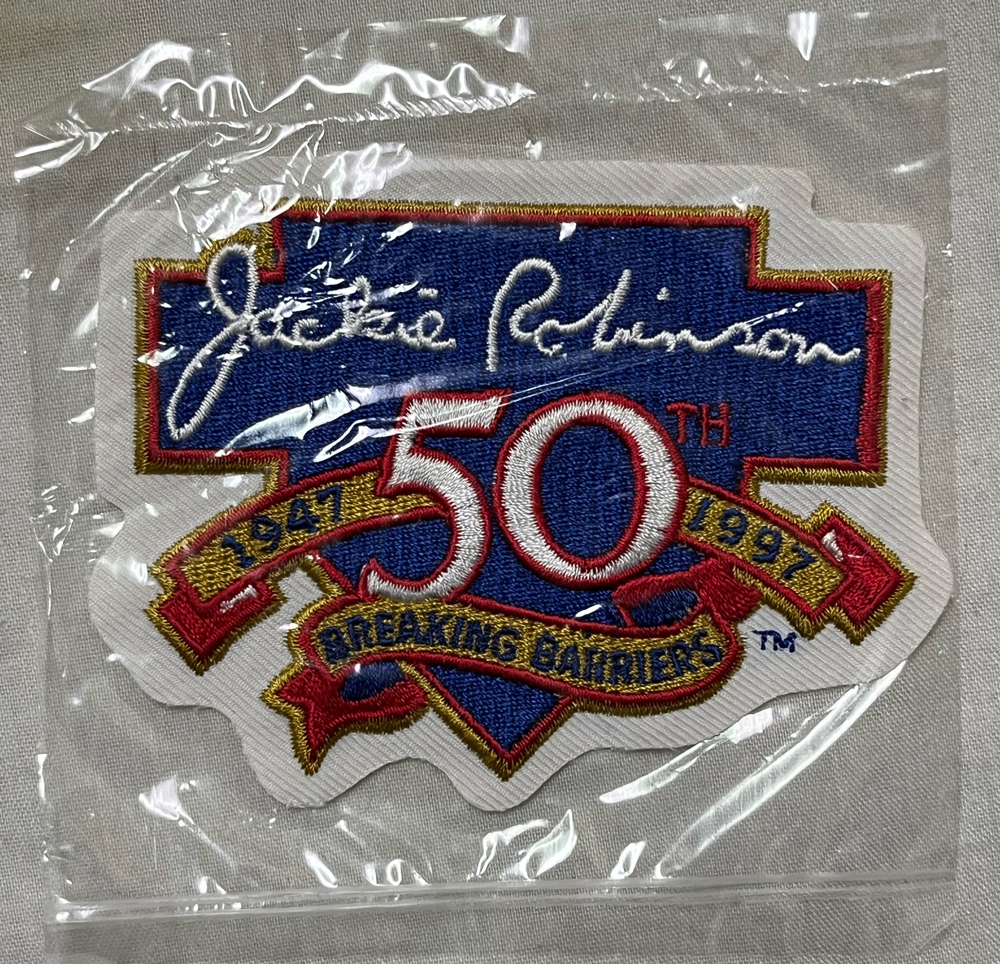 Jackie Robinson
50TH
1947 1997
BREAKING BARRIERS
TM